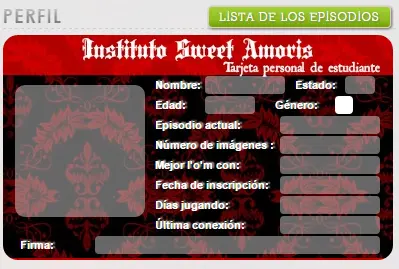 PERFIL
LISTA DE LOS EPISODIOS
Instituto Sweet Amoris
Tarjeta personal de estudiante
Nombre: Estado:
Edad: Género:
Episodio actual:
Número de imágenes :
Mejor l'o'm con:
Fecha de inscripción:
Días jugando:
Última conexión:
Firma: